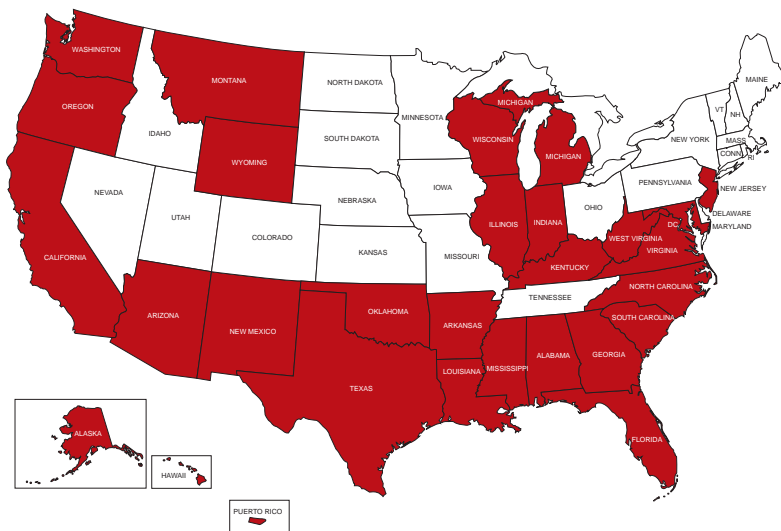 WASHINGTON
MONTANA
NORTH DAKOTA
MINNESOTA
MICHIGAN
MAINE
OREGON
IDAHO
SOUTH DAKOTA
WISCONSIN
MICHIGAN
VT
NH
NEW YORK
MASS
CONN
RI
WYOMING
NEVADA
UTAH
COLORADO
NEBRASKA
IOWA
ILLINOIS
INDIANA
OHIO
PENNSYLVANIA
NEW JERSEY
DELAWARE
MARYLAND
DC
CALIFORNIA
KANSAS
MISSOURI
KENTUCKY
WEST VIRGINIA
VIRGINIA
ARIZONA
NEW MEXICO
OKLAHOMA
ARKANSAS
TENNESSEE
NORTH CAROLINA
SOUTH CAROLINA
TEXAS
LOUISIANA
MISSISSIPPI
ALABAMA
GEORGIA
FLORIDA
ALASKA
HAWAII
PUERTO RICO